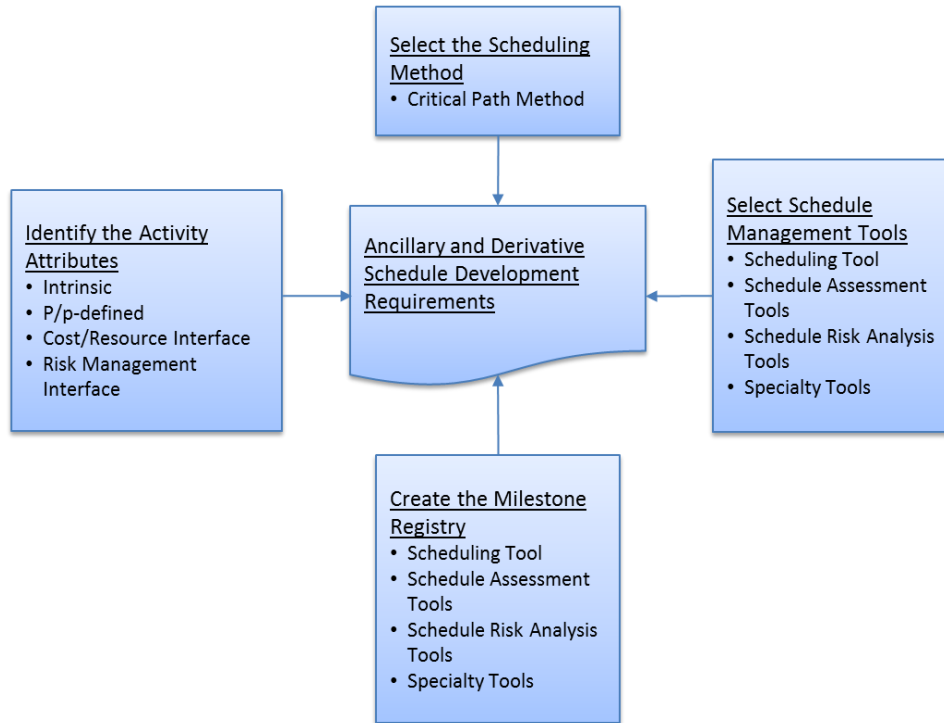 Select the Scheduling
Method
• Critical Path Method
Identify the Activity
Attributes
• Intrinsic
• P/p-defined
• Cost/Resource Interface
• Risk Management
Interface
Ancillary and Derivative
Schedule Development
Requirements
Select Schedule
Management Tools
• Scheduling Tool
• Schedule Assessment
Tools
• Schedule Risk Analysis
Tools
• Specialty Tools
Create the Milestone
Registry
• Scheduling Tool
• Schedule Assessment
Tools
• Schedule Risk Analysis
Tools
• Specialty Tools